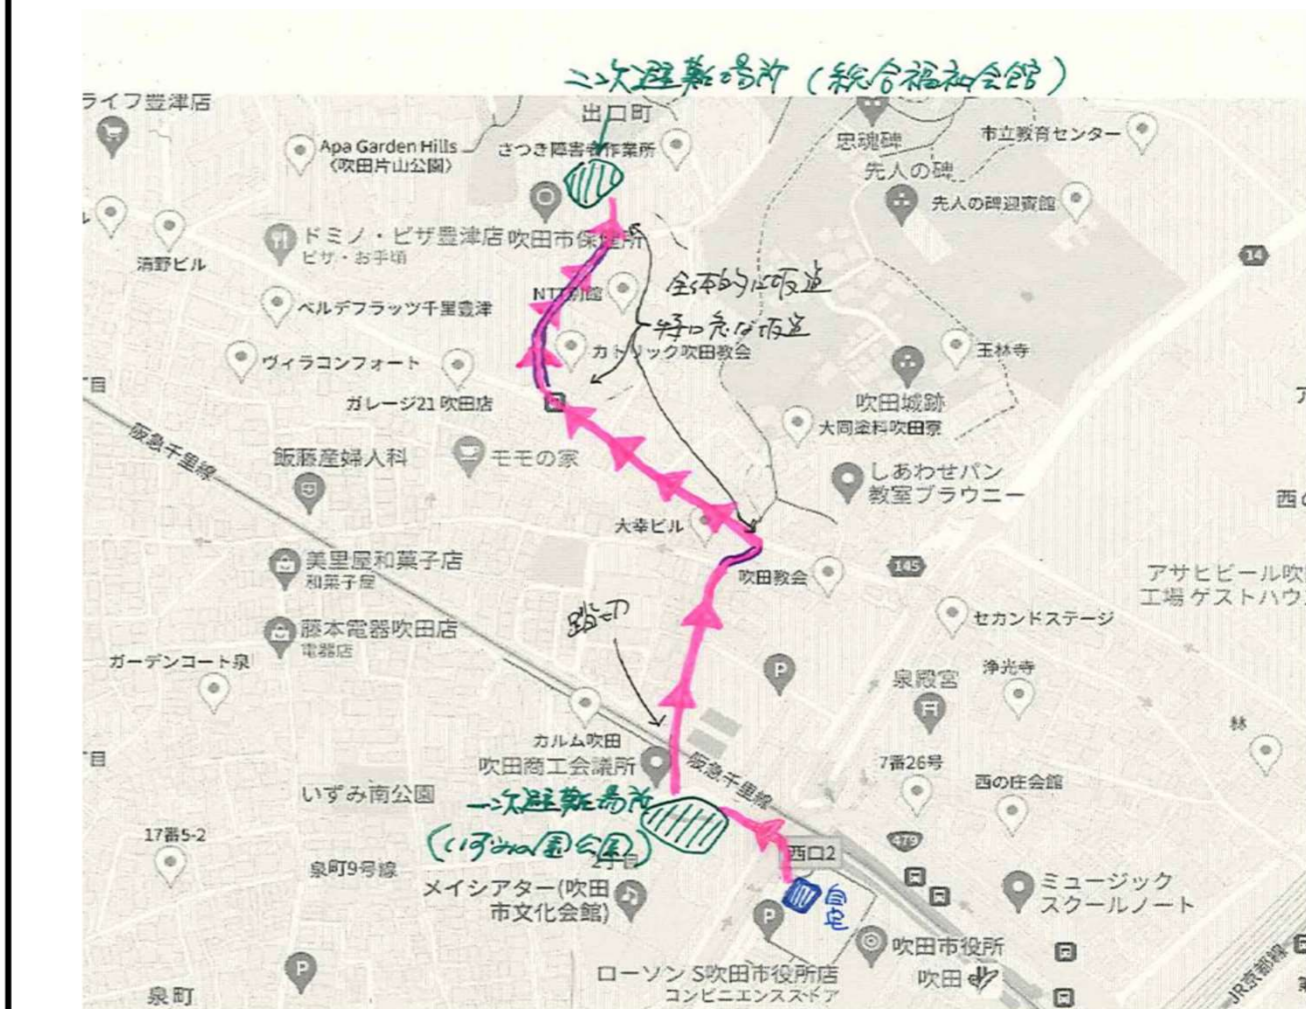 二次避難場所（総合福祉会館）
ライフ豊津店
出口町
Apa Garden Hills
〈吹田片山公園〉
さつき障害者作業所
忠魂碑
市立教育センター
先人の碑
先人の碑迎賓館
ドミノ・ピザ豊津店
ピザ・お手頃
吹田市保健所
清野ビル
14
全体的に坂道
NTT別館
ベルデフラッツ千里豊津
特に急な坂道
カトリック吹田教会
玉林寺
ヴィラコンフォート
丁目
ガレージ21 吹田店
吹田城跡
大同塗料吹田寮
阪急千里線
飯藤産婦人科
モモの家
しあわせパン
教室ブラウニー
西の
大幸ビル
美里屋和菓子店
和菓子屋
吹田教会
145
アサヒビール吹
工場 ゲストハウ
踏切
藤本電器吹田店
電器店
セカンドステージ
ガーデンコート泉
泉殿宮
浄光寺
林
カルム吹田
吹田商工会議所
阪急千里線
7番26号
西の庄会館
丁目
いずみ南公園
一次避難場所
（いずみの園公園）
17番5-2
泉町9号線
2丁目
西口2
479
メイシアター(吹田
市文化会館)
自宅
ミュージック
スクールノート
吹田市役所
ローソン S吹田市役所店
コンビニエンスストア
吹田
泉町
JR京都線